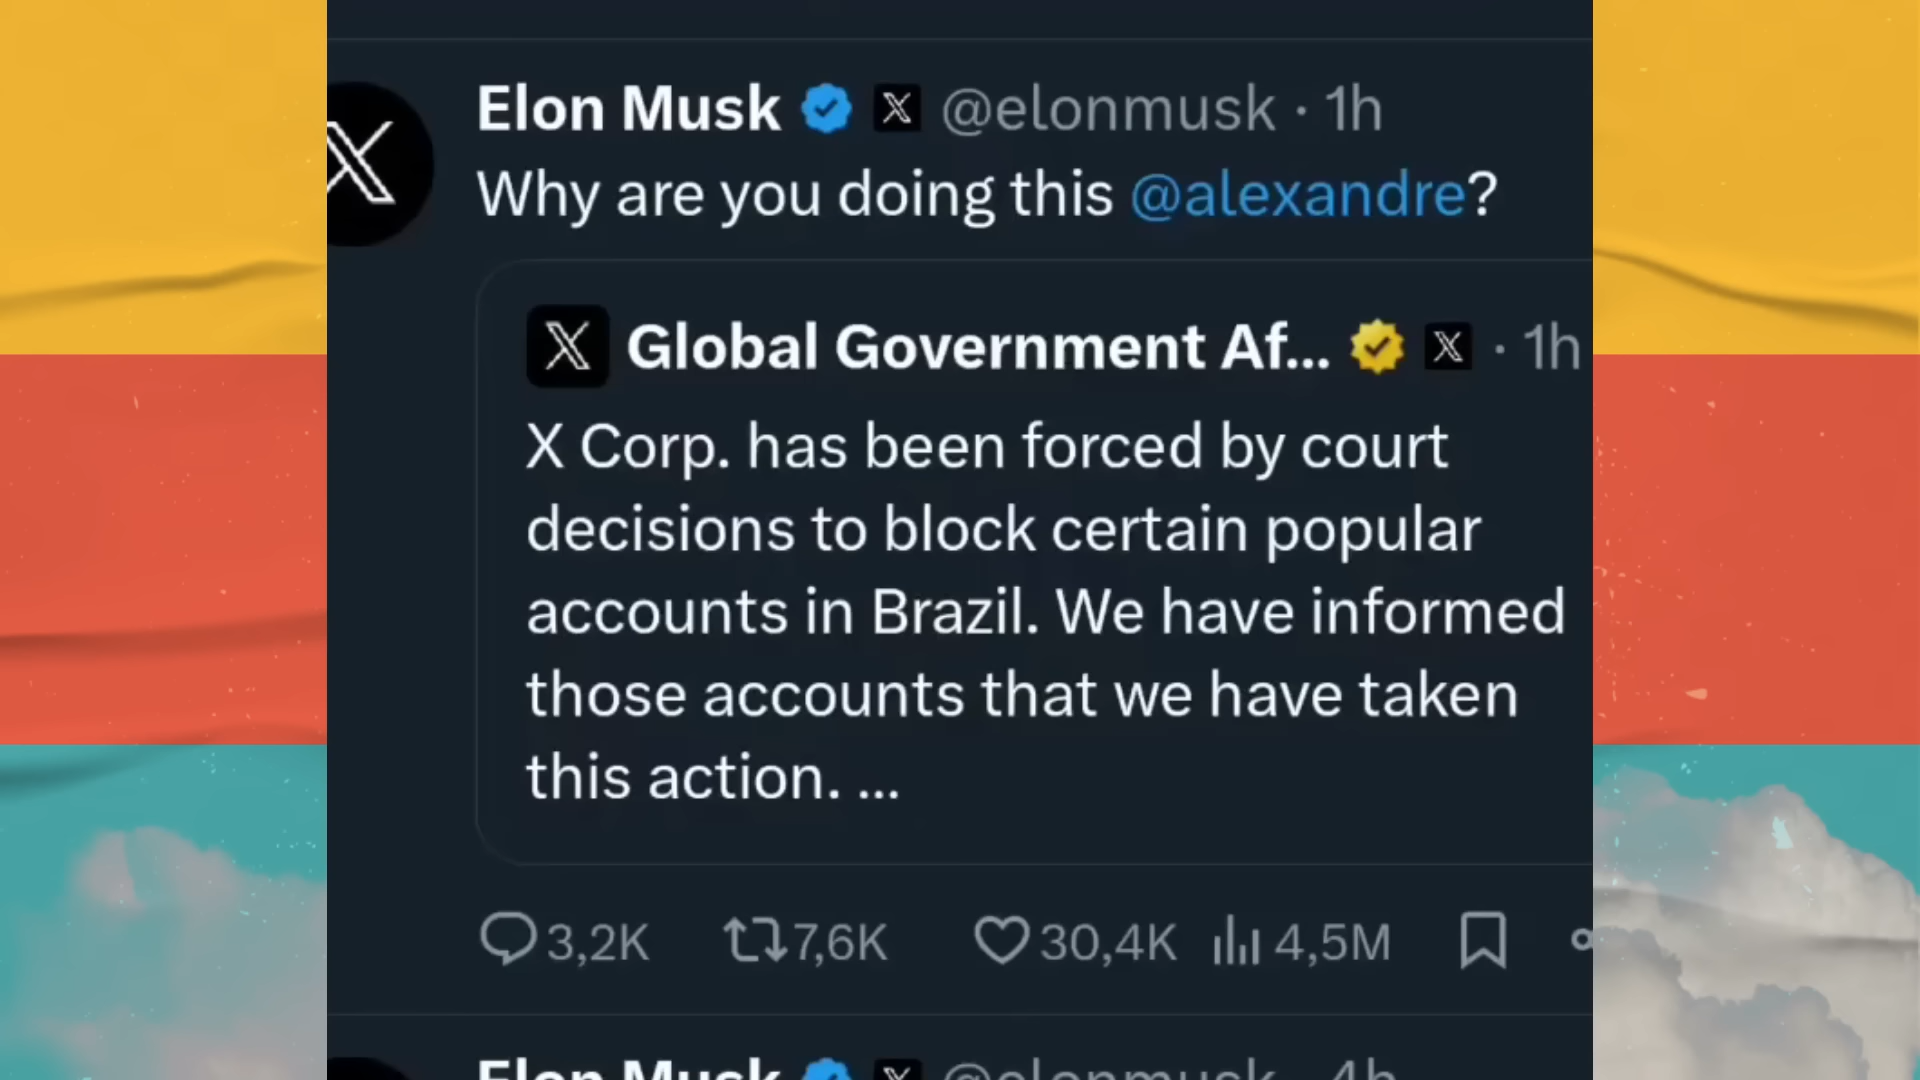 Elon Musk @elonmusk · 1h
Why are you doing this @alexandre?
Global Government Af... · 1h
X Corp. has been forced by court
decisions to block certain popular
accounts in Brazil. We have informed
those accounts that we have taken
this action. ...
3,2K 7,6K 30,4K 4,5M
Elon Musk @elonmusk · 4h